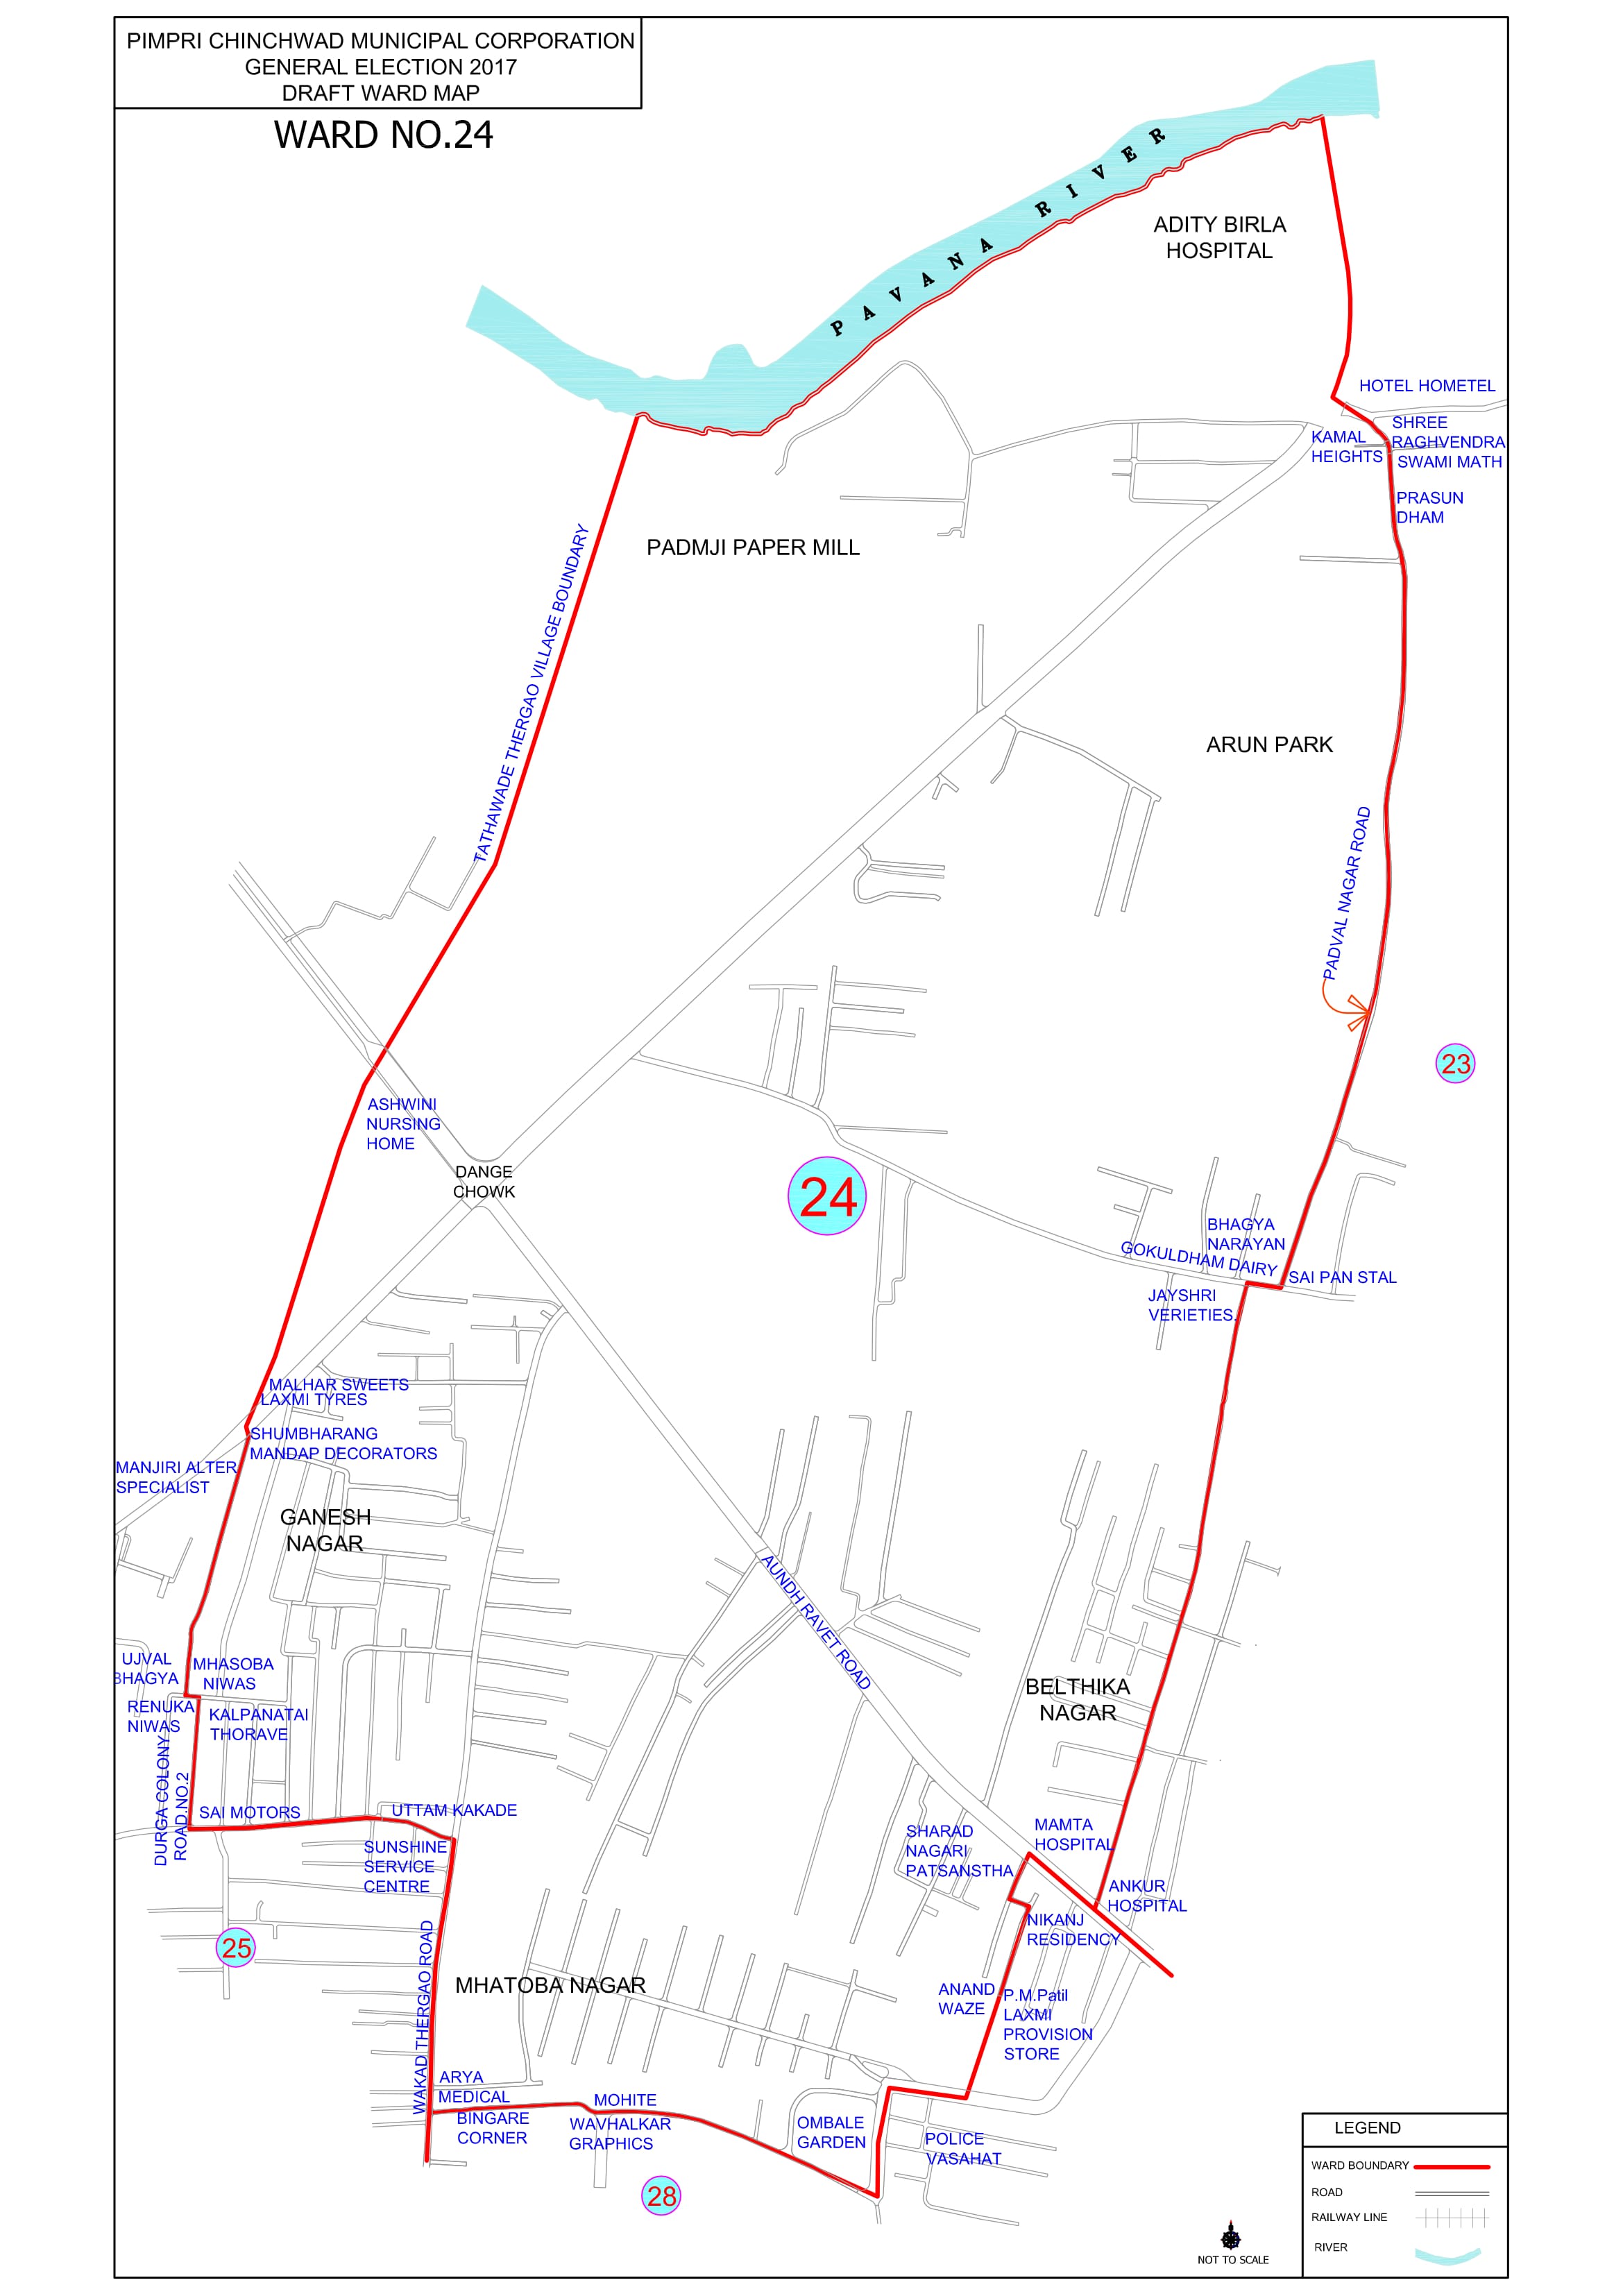 PIMPRI CHINCHWAD MUNICIPAL CORPORATION
GENERAL ELECTION 2017
DRAFT WARD MAP
WARD NO.24
PAVANA RIVER
ADITY BIRLA
HOSPITAL
HOTEL HOMETEL
SHREE
RAGHVENDRA
SWAMI MATH
KAMAL
HEIGHTS
PRASUN
DHAM
PADMJI PAPER MILL
TATHAWADE THERGAO VILLAGE BOUNDARY
ARUN PARK
PADVAL NAGAR ROAD
23
ASHWINI
NURSING
HOME
DANGE
CHOWK
24
BHAGYA
NARAYAN
GOKULDHAM DAIRY
SAI PAN STAL
JAYSHRI
VERIETIES.
MALHAR SWEETS
LAXMI TYRES
SHUMBHARANG
MANDAP DECORATORS
MANJIRI ALTER
SPECIALIST
GANESH
NAGAR
AUNDH RAVET ROAD
UJVAL
BHAGYA
MHASOBA
NIWAS
RENUKA
NIWAS
KALPANATAI
THORAVE
BELTHIKA
NAGAR
DURGA COLONY
ROAD.NO.2
SAI MOTORS
UTTAM KAKADE
SUNSHINE
SERVICE
CENTRE
SHARAD
NAGARI
PATSANSTHA
MAMTA
HOSPITAL
ANKUR
HOSPITAL
NIKANJ
RESIDENCY
25
WAKAD THERGAO ROAD
MHATOBA NAGAR
ANAND
WAZE
P.M.Patil
LAXMI
PROVISION
STORE
ARYA
MEDICAL
BINGARE
CORNER
MOHITE
WAVHALKAR
GRAPHICS
OMBALE
GARDEN
POLICE
VASAHAT
28
NOT TO SCALE
LEGEND
WARD BOUNDARY
ROAD
RAILWAY LINE
RIVER